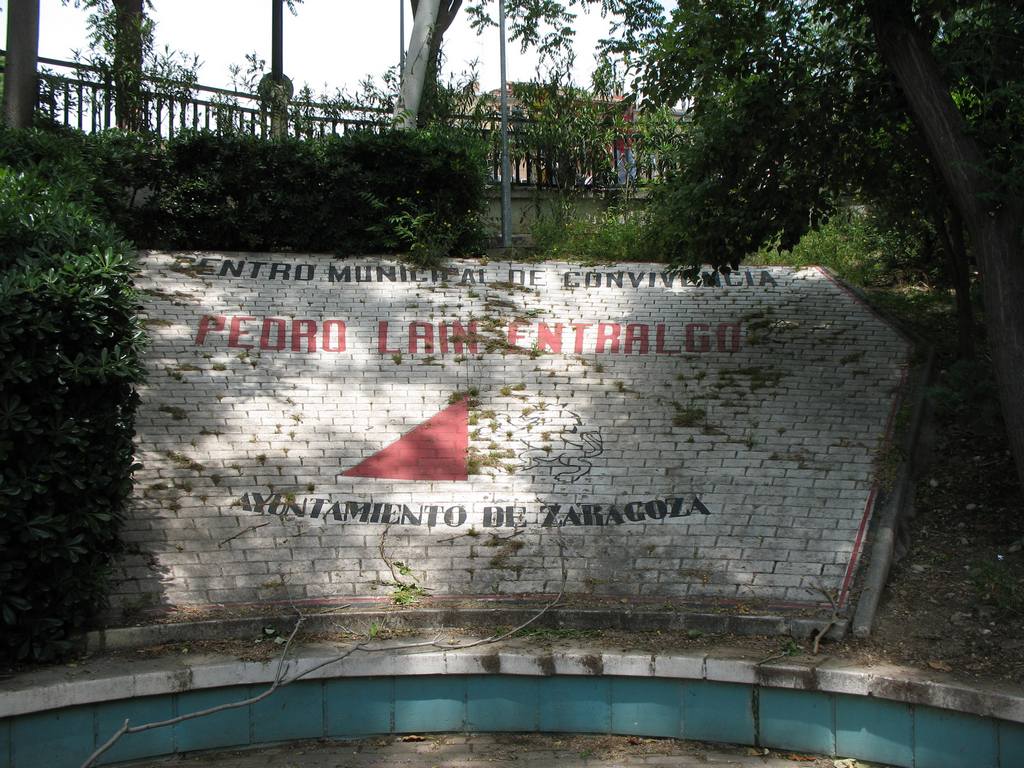 CENTRO MUNICIPAL DE CONVIVENCIA
PEDRO LAIN ENTRALGO
AYUNTAMIENTO DE ZARAGOZA